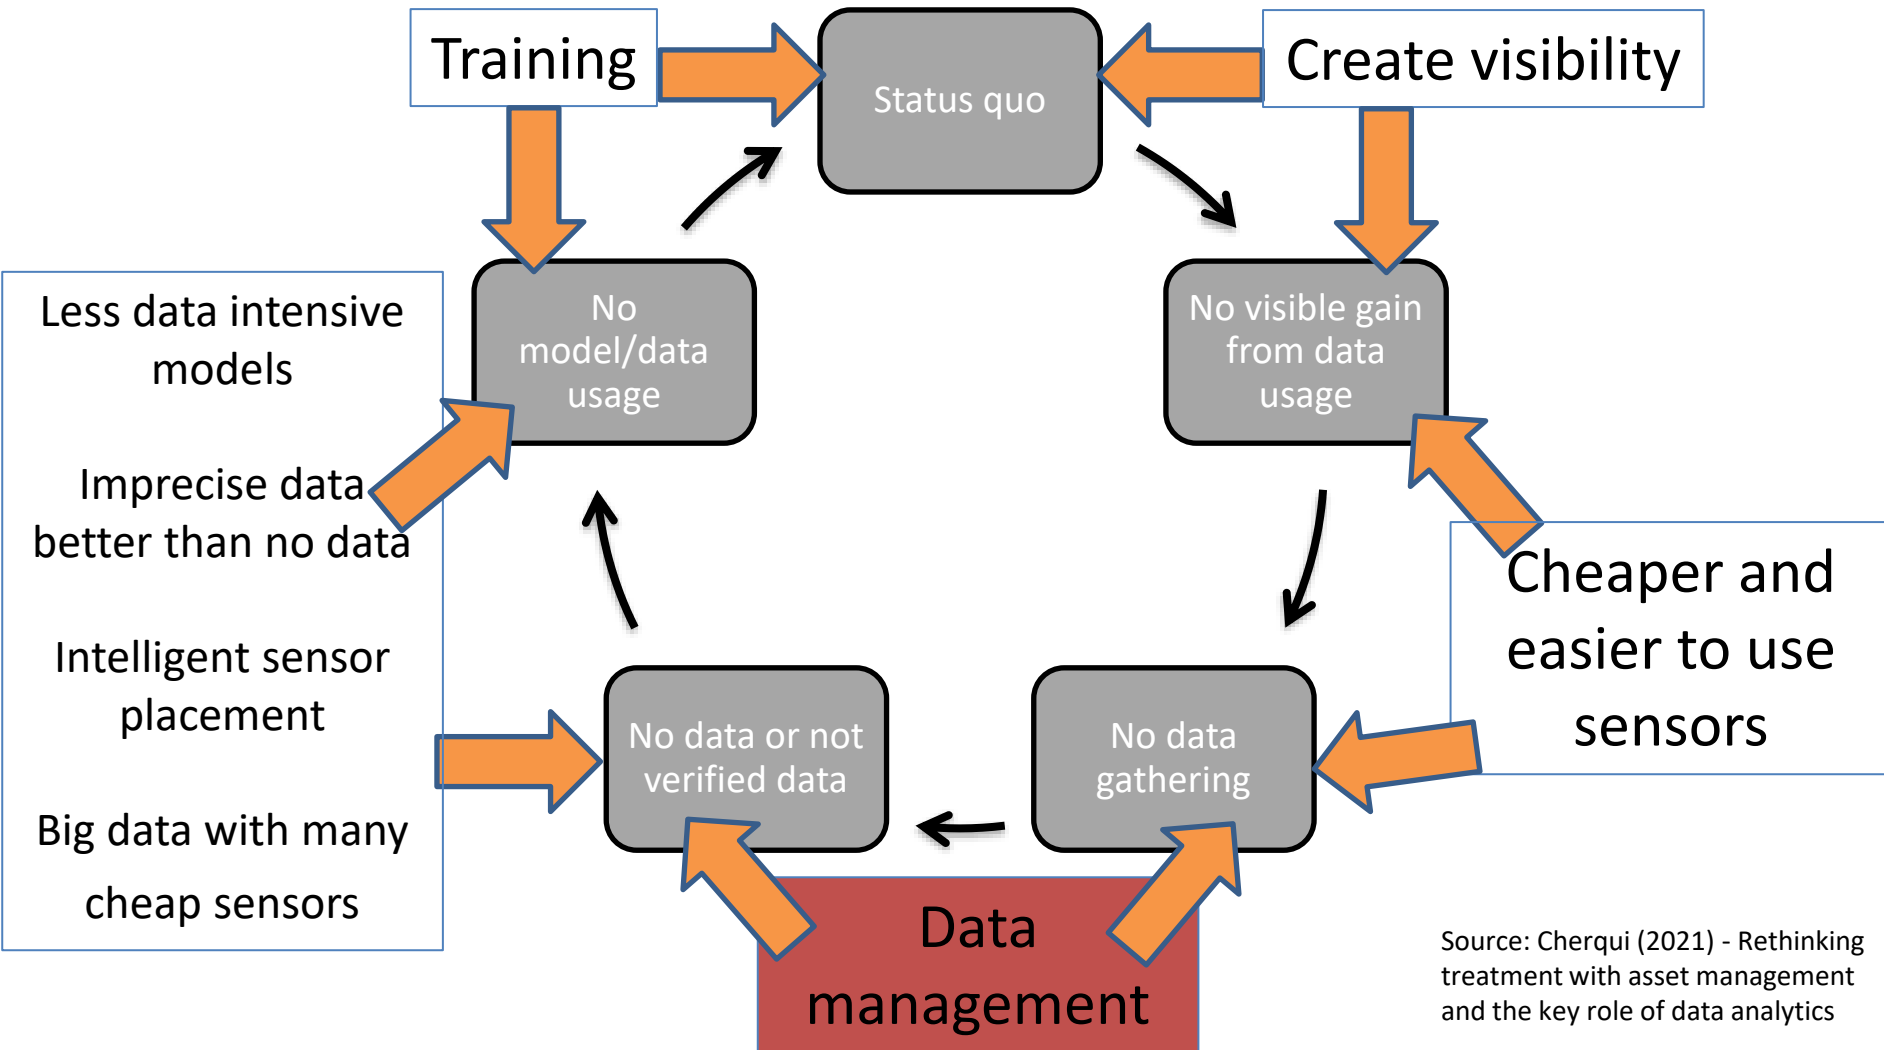 Training
Status quo
Create visibility
Less data intensive
models
Imprecise data
better than no data
Intelligent sensor
placement
Big data with many
cheap sensors
No
model/data
usage
No visible gain
from data
usage
Cheaper and
easier to use
sensors
No data or not
verified data
No data
gathering
Data
management
Source: Cherqui (2021) - Rethinking
treatment with asset management
and the key role of data analytics